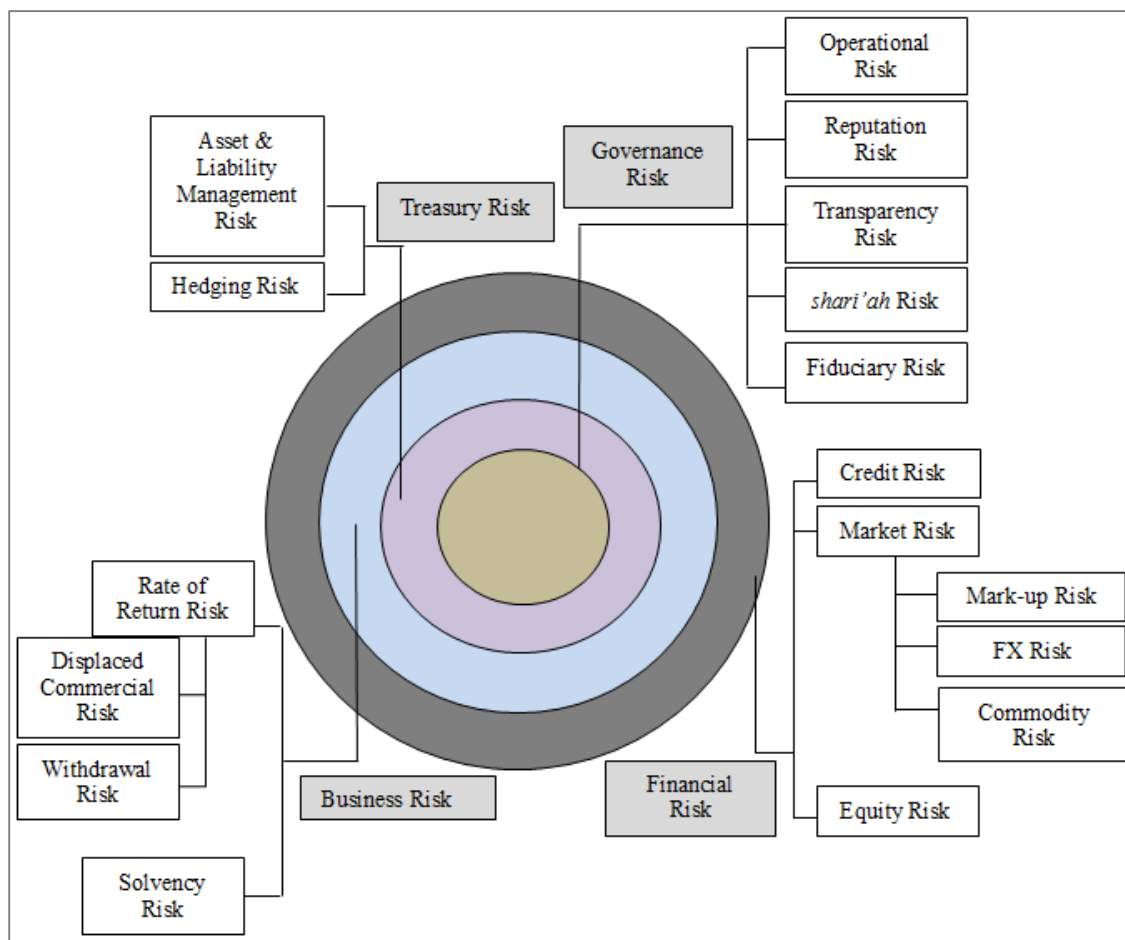 Operational
Risk
Reputation
Risk
Transparency
Risk
shari’ah Risk
Fiduciary Risk
Governance
Risk
Asset &
Liability
Management
Risk
Hedging Risk
Treasury Risk
Credit Risk
Market Risk
Mark-up Risk
FX Risk
Commodity
Risk
Equity Risk
Financial
Risk
Rate of
Return Risk
Displaced
Commercial
Risk
Withdrawal
Risk
Solvency
Risk
Business Risk